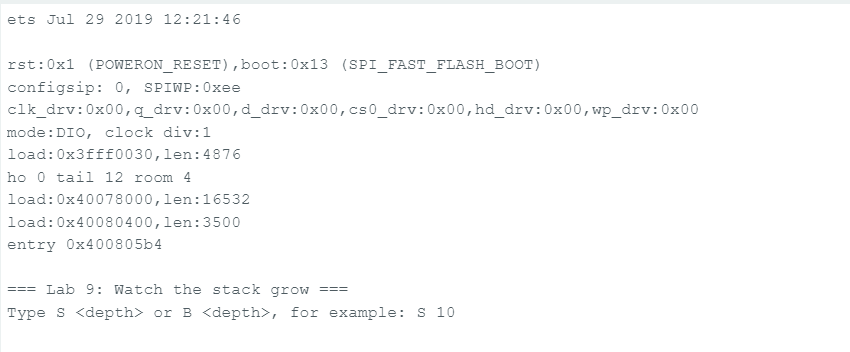 ets Jul 29 2019 12:21:46
rst:0x1 (POWERON_RESET),boot:0x13 (SPI_FAST_FLASH_BOOT)
configsip: 0, SPIWP:0xee
clk_drv:0x00,q_drv:0x00,d_drv:0x00,cs0_drv:0x00,hd_drv:0x00,wp_drv:0x00
mode:DIO, clock div:1
load:0x3fff0030,len:4876
ho 0 tail 12 room 4
load:0x40078000,len:16532
load:0x40080400,len:3500
entry 0x400805b4
=== Lab 9: Watch the stack grow ===
Type S <depth> or B <depth>, for example: S 10